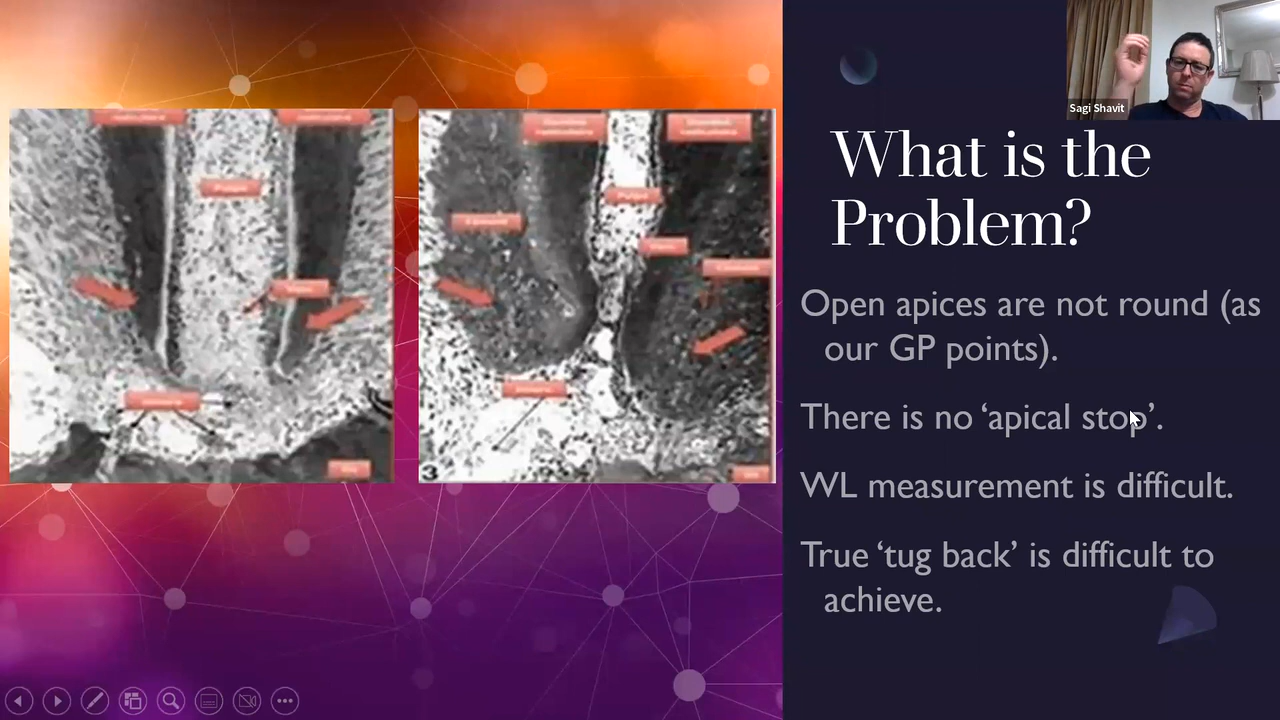 Sagi Shavit
What is the
Problem?
Open apices are not round (as
our GP points).
There is no ‘apical stop’.
WL measurement is difficult.
True ‘tug back’ is difficult to
achieve.
3